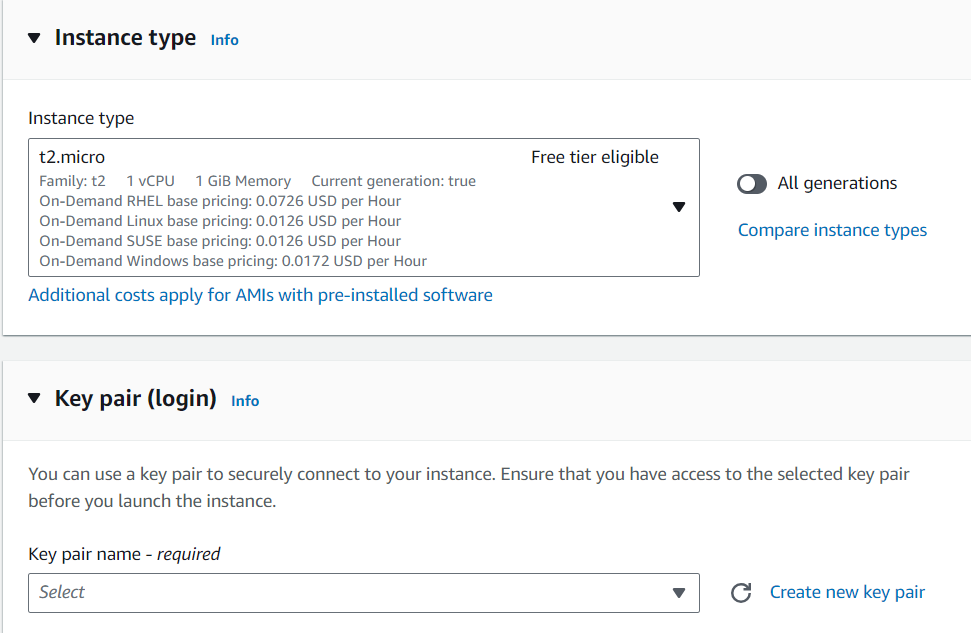 Instance type Info
Instance type
t2.micro Free tier eligible
Family: t2 1 vCPU 1 GiB Memory Current generation: true
On-Demand RHEL base pricing: 0.0726 USD per Hour
On-Demand Linux base pricing: 0.0126 USD per Hour
On-Demand SUSE base pricing: 0.0126 USD per Hour
On-Demand Windows base pricing: 0.0172 USD per Hour
All generations
Compare instance types
Additional costs apply for AMIs with pre-installed software
Key pair (login) Info
You can use a key pair to securely connect to your instance. Ensure that you have access to the selected key pair
before you launch the instance.
Key pair name - required
Select
Create new key pair